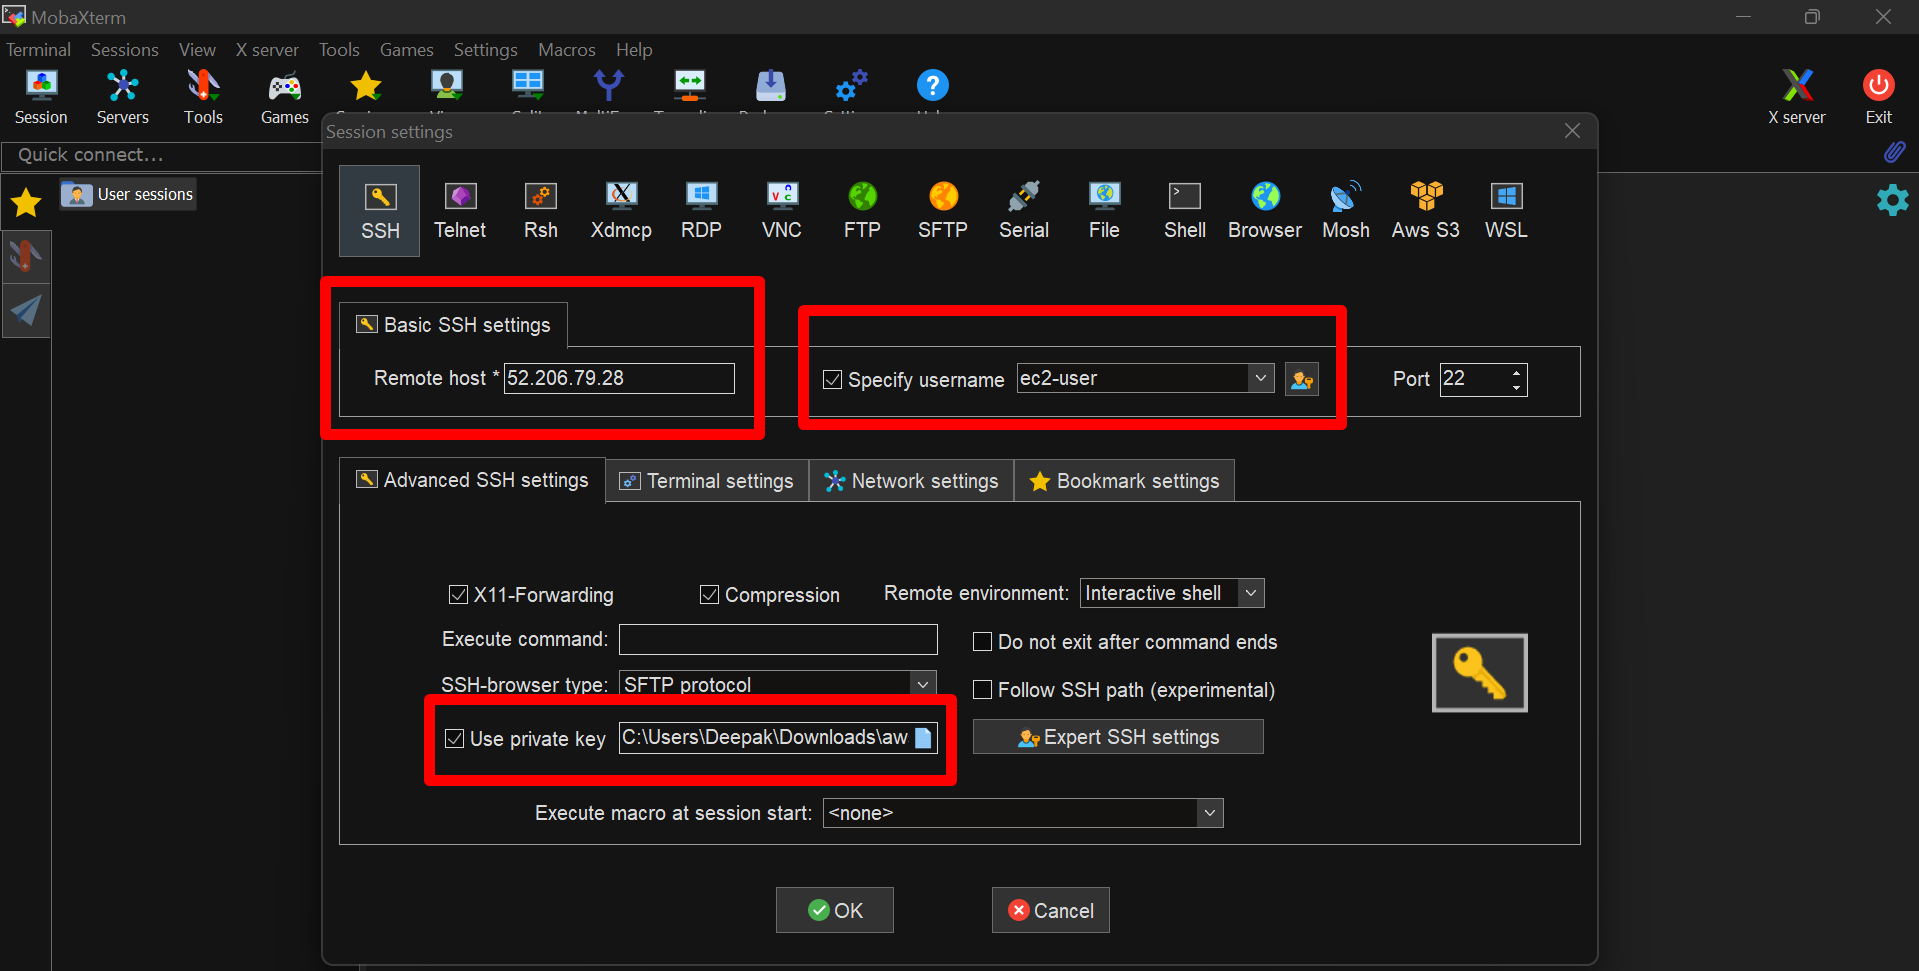 MobaXterm
Terminal Sessions View X server Tools Games Settings Macros Help
Session Servers Tools Games X server Exit
Quick connect...
User sessions
Session settings
SSH Telnet Rsh Xdmcp RDP VNC FTP SFTP Serial File Shell Browser Mosh Aws S3 WSL
Basic SSH settings
Remote host * 52.206.79.28 Specify username ec2-user Port 22
Advanced SSH settings Terminal settings Network settings Bookmark settings
X11-Forwarding Compression Remote environment: Interactive shell
Execute command: Do not exit after command ends
SSH-browser type: SFTP protocol Follow SSH path (experimental)
Use private key C:\Users\Deepak\Downloads\aw Expert SSH settings
Execute macro at session start: <none>
OK Cancel